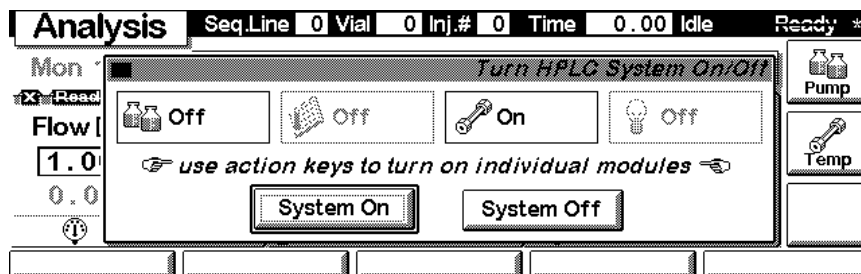 Analysis Seq.Line 0 Vial 0 Inj.# 0 Time 0.00 Idle Ready *
Mon
Turn HPLC System On/Off
Pump
X Read
Off Off On Off
Flow [
1.0
use action keys to turn on individual modules
Temp
0.0
System On System Off